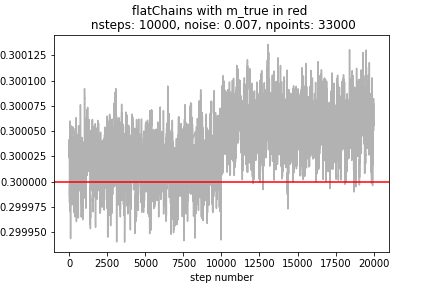 flatChains with m_true in red
nsteps: 10000, noise: 0.007, npoints: 33000
0.300125
0.300100
0.300075
0.300050
0.300025
0.300000
0.299975
0.299950
0 2500 5000 7500 10000 12500 15000 17500 20000
step number